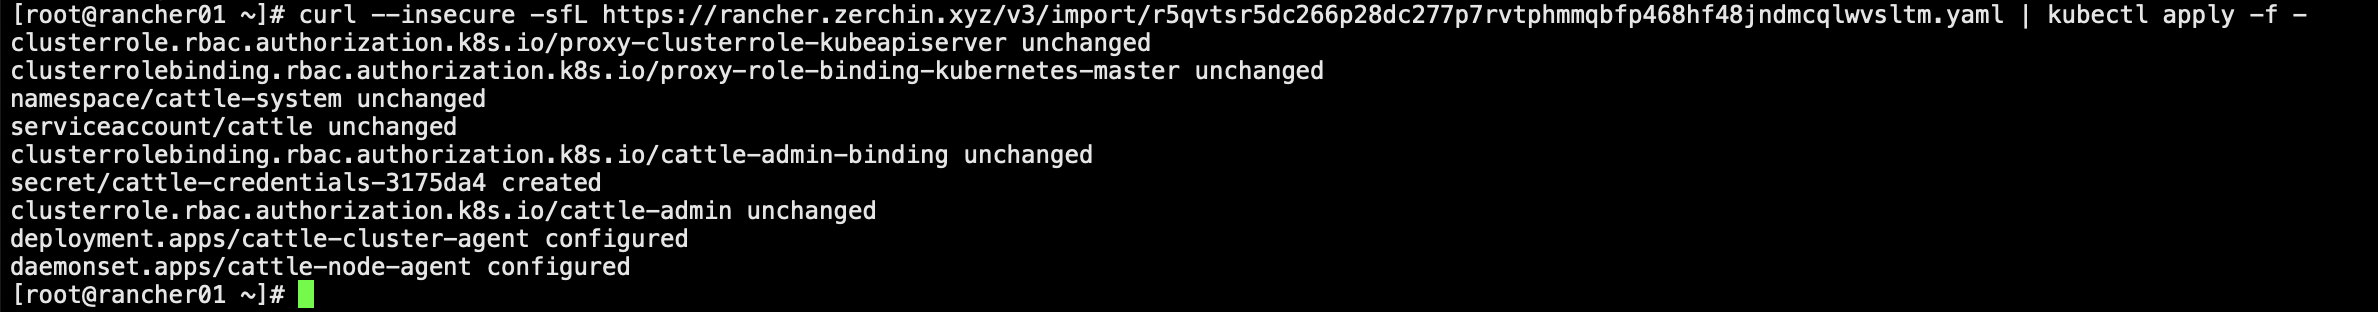 [root@rancher01 ~]# curl --insecure -sfL https://rancher.zerchin.xyz/v3/import/r5qvtsr5dc266p28dc277p7rvtphmmqbfp468hf48jndmcqlwvsltm.yaml | kubectl apply -f -
clusterrole.rbac.authorization.k8s.io/proxy-clusterrole-kubeapiserver unchanged
clusterrolebinding.rbac.authorization.k8s.io/proxy-role-binding-kubernetes-master unchanged
namespace/cattle-system unchanged
serviceaccount/cattle unchanged
clusterrolebinding.rbac.authorization.k8s.io/cattle-admin-binding unchanged
secret/cattle-credentials-3175da4 created
clusterrole.rbac.authorization.k8s.io/cattle-admin unchanged
deployment.apps/cattle-cluster-agent configured
daemonset.apps/cattle-node-agent configured
[root@rancher01 ~]#